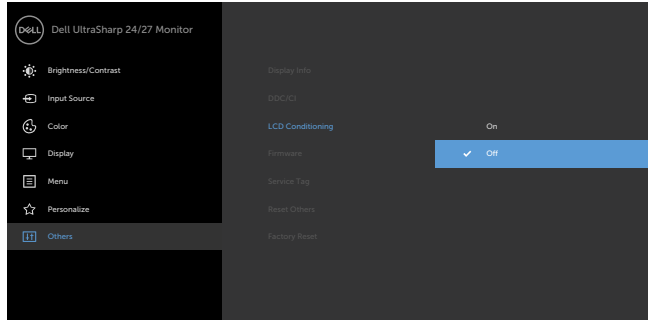 DELL Dell UltraSharp 24/27 Monitor
Brightness/Contrast
Display Info
Input Source
DDC/CI
Color
LCD Conditioning
On
Display
Firmware
Off
Menu
Service Tag
Personalize
Reset Others
Others
Factory Reset